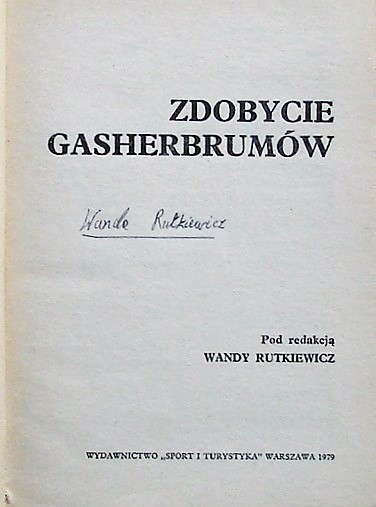 ZDOBYCIE
GASHERBRUMÓW
Wanda Rutkiewicz
Pod redakcją
WANDY RUTKIEWICZ
WYDAWNICTWO „SPORT I TURYSTYKA" WARSZAWA 1979